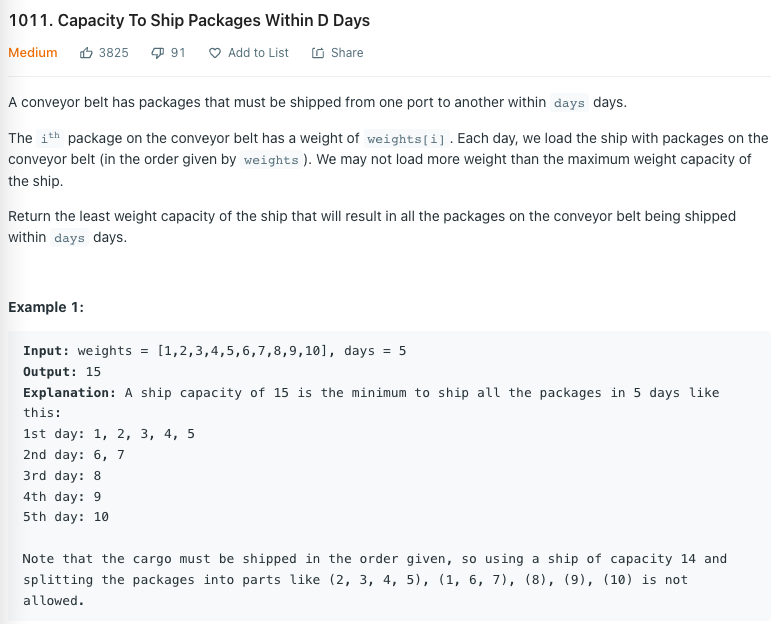 1011. Capacity To Ship Packages Within D Days
Medium 3825 91 Add to List Share
A conveyor belt has packages that must be shipped from one port to another within days days.
The ith package on the conveyor belt has a weight of weights[i] . Each day, we load the ship with packages on the
conveyor belt (in the order given by weights ). We may not load more weight than the maximum weight capacity of
the ship.
Return the least weight capacity of the ship that will result in all the packages on the conveyor belt being shipped
within days days.
Example 1:
Input: weights = [1,2,3,4,5,6,7,8,9,10], days = 5
Output: 15
Explanation: A ship capacity of 15 is the minimum to ship all the packages in 5 days like
this:
1st day: 1, 2, 3, 4, 5
2nd day: 6, 7
3rd day: 8
4th day: 9
5th day: 10
Note that the cargo must be shipped in the order given, so using a ship of capacity 14 and
splitting the packages into parts like (2, 3, 4, 5), (1, 6, 7), (8), (9), (10) is not
allowed.